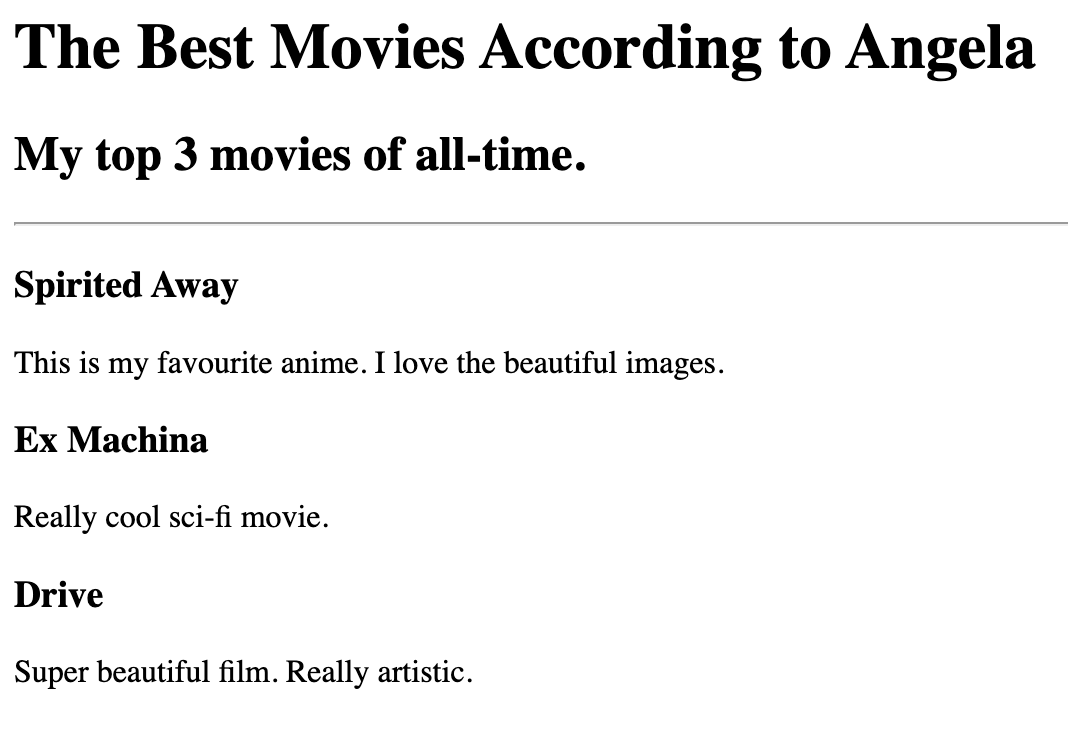 The Best Movies According to Angela
My top 3 movies of all-time.
Spirited Away
This is my favourite anime. I love the beautiful images.
Ex Machina
Really cool sci-fi movie.
Drive
Super beautiful film. Really artistic.